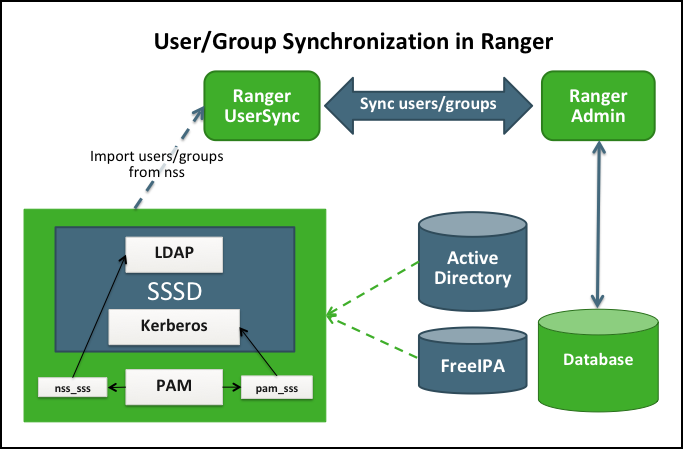 User/Group Synchronization in Ranger
Ranger
UserSync
Sync users/groups
Ranger
Admin
Import users/groups
from nss
LDAP
SSSD
Kerberos
nss_sss
PAM
pam_sss
Active
Directory
FreeIPA
Database